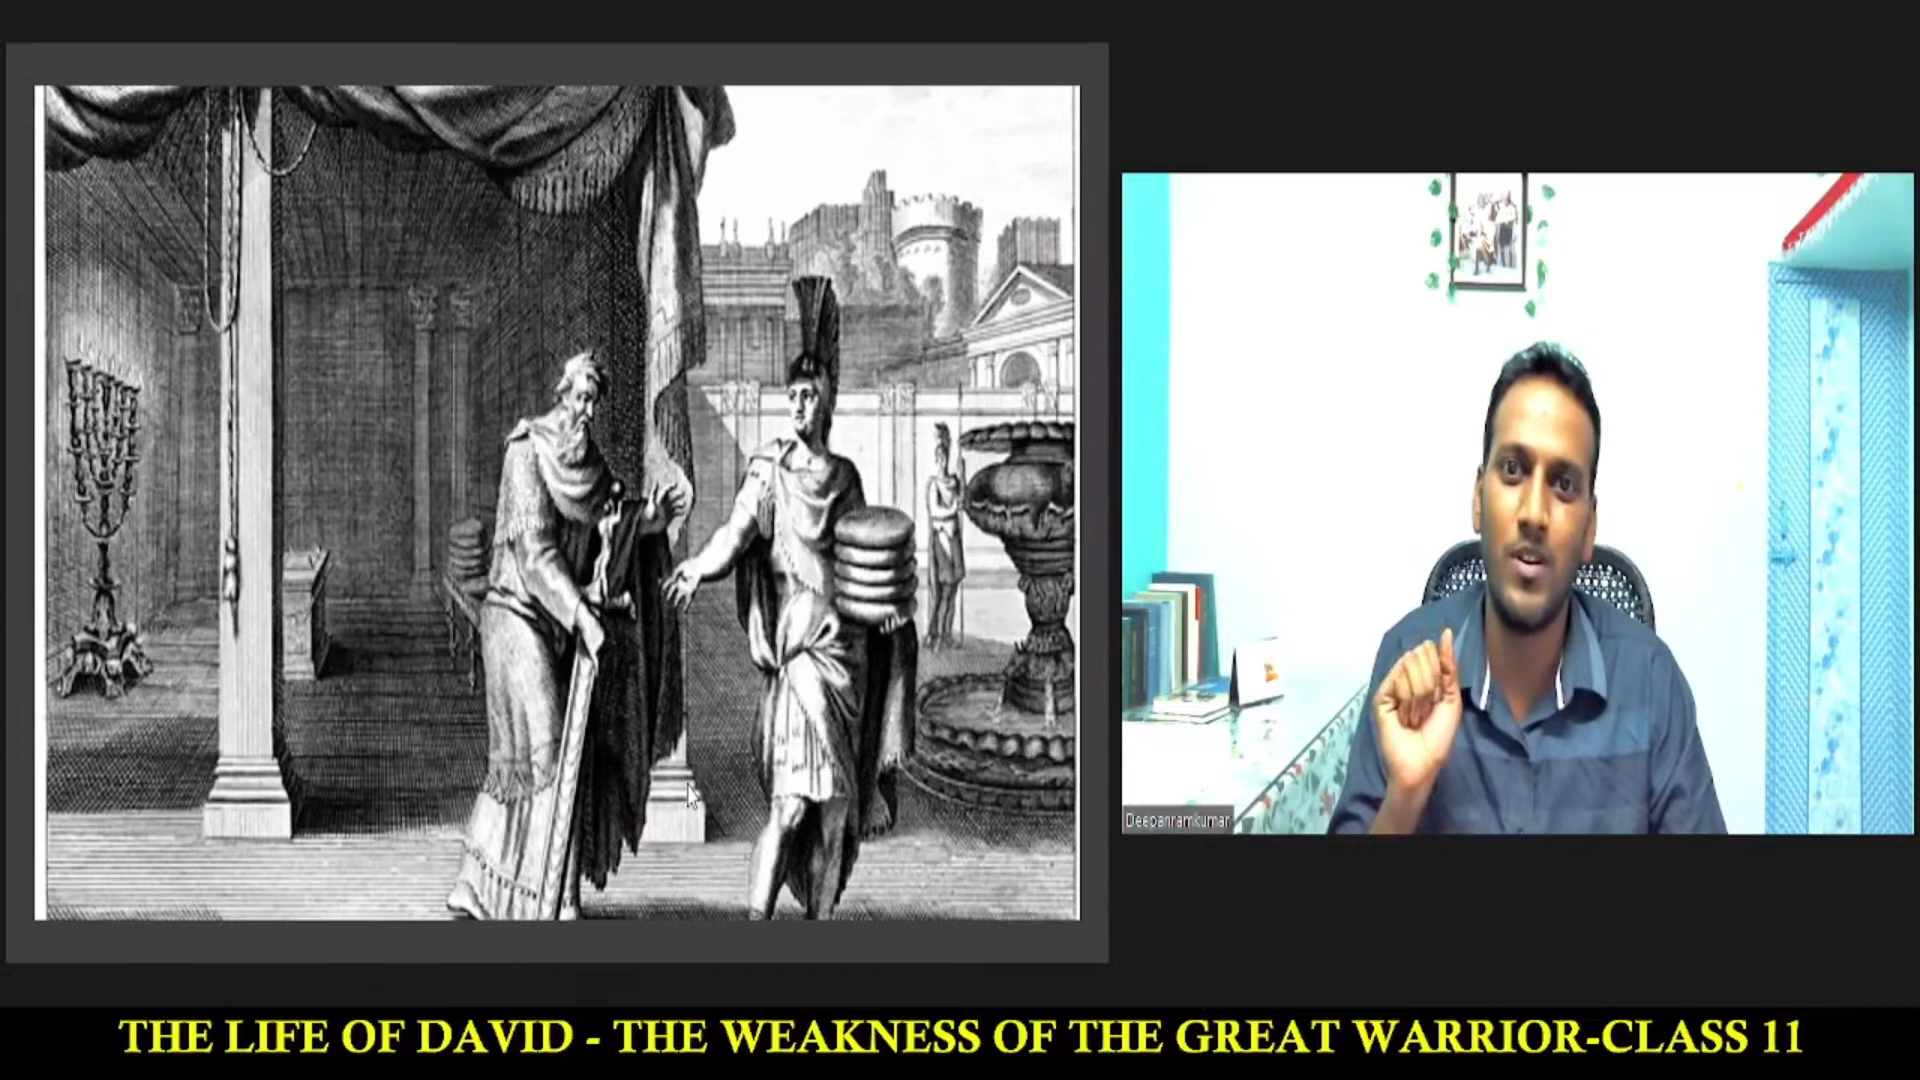 Deepanramkumar
THE LIFE OF DAVID - THE WEAKNESS OF THE GREAT WARRIOR-CLASS 11